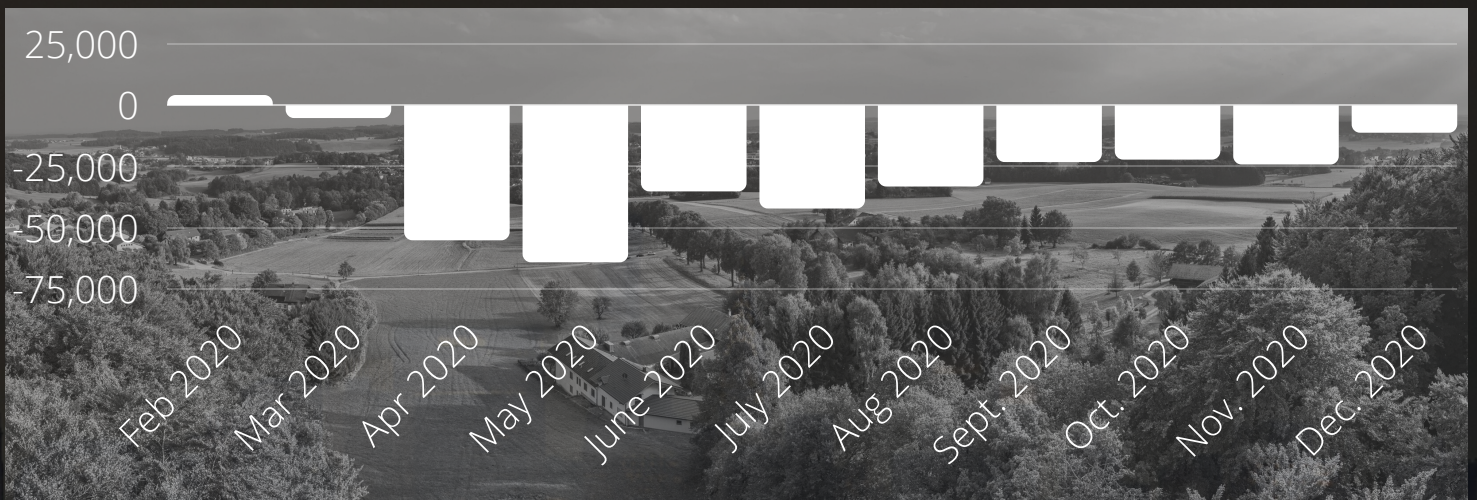 25,000
0
-25,000
-50,000
-75,000
Feb 2020
Mar 2020
Apr 2020
May 2020
June 2020
July 2020
Aug 2020
Sept. 2020
Oct. 2020
Nov. 2020
Dec. 2020